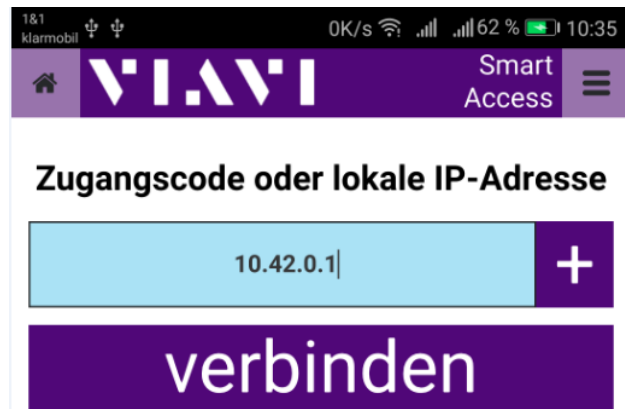 1&1
klarmobil
0K/s 62 % 10:35
VIAVI
Smart
Access
Zugangscode oder lokale IP-Adresse
10.42.0.1
+
verbinden